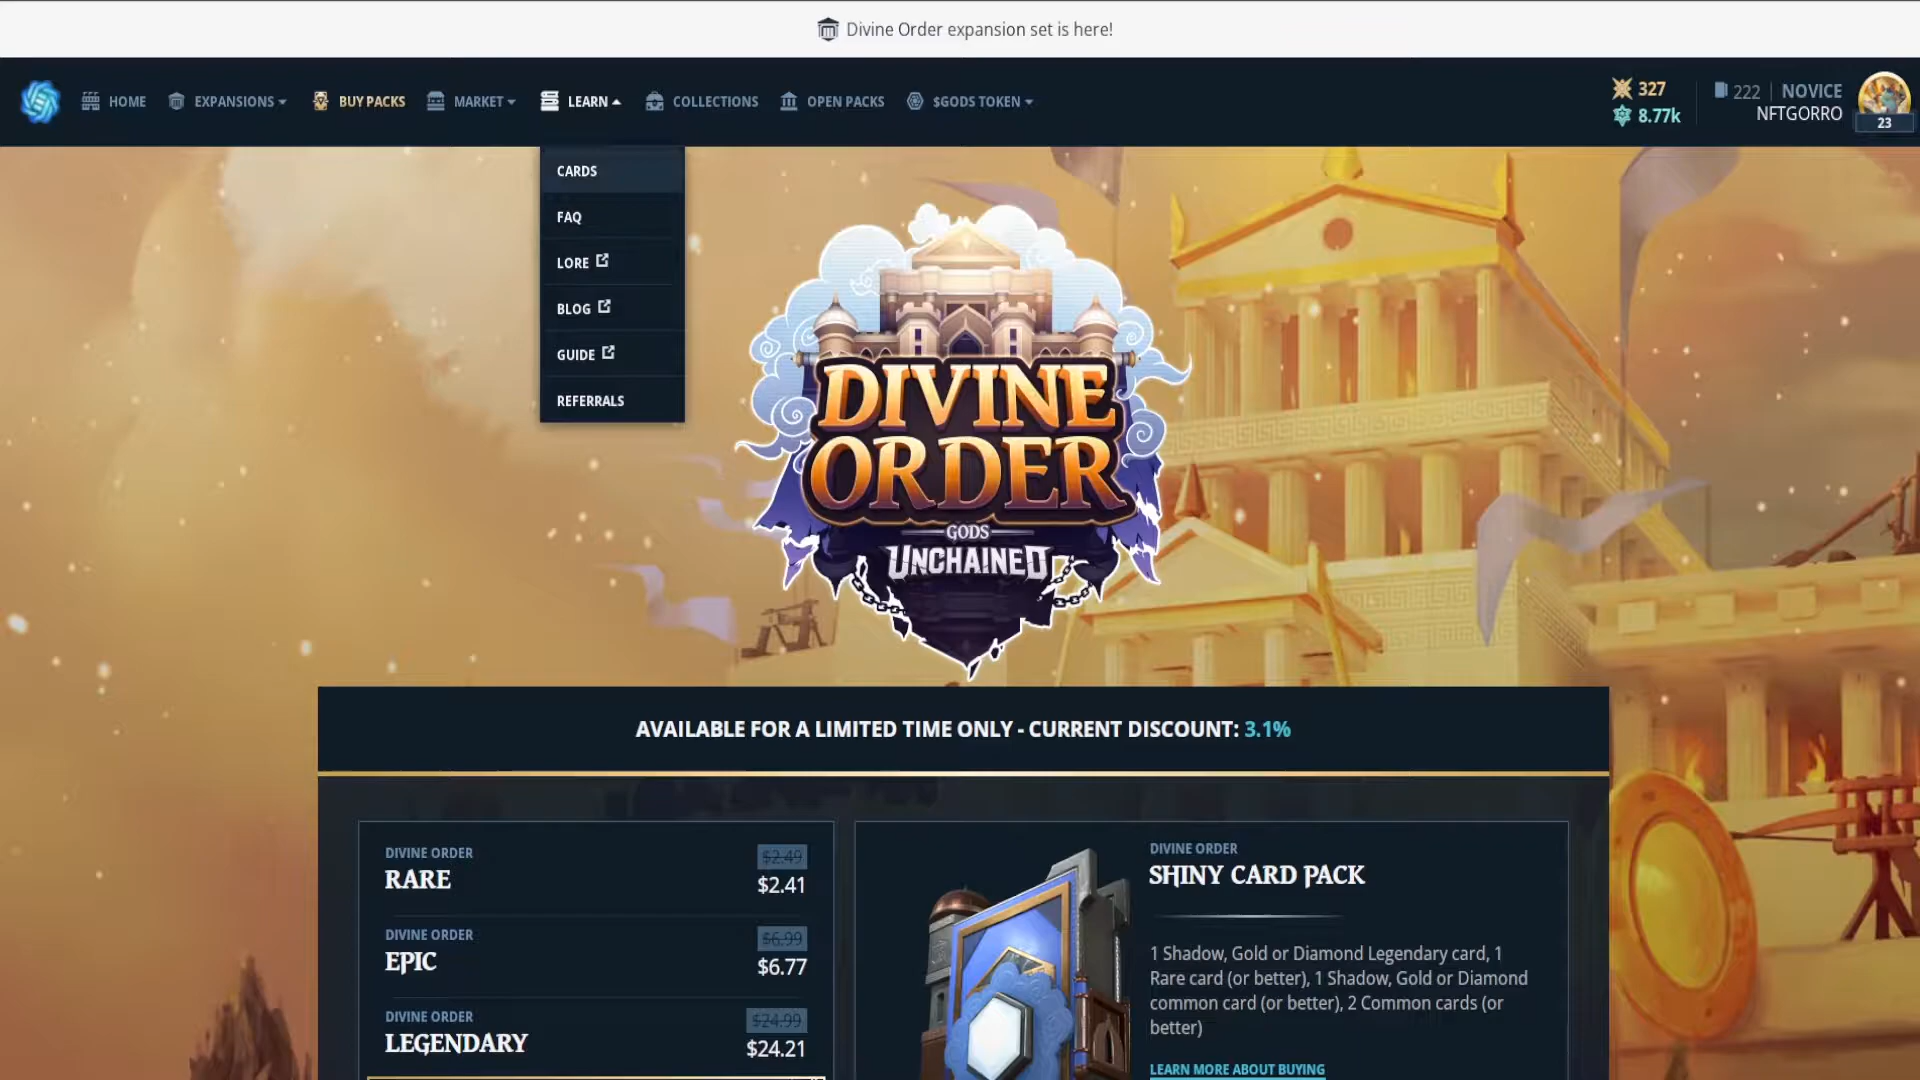 Divine Order expansion set is here!
HOME
EXPANSIONS
BUY PACKS
MARKET
LEARN
COLLECTIONS
OPEN PACKS
$GODS TOKEN
327
8.77k
222 | NOVICE
NFTGORRO
23
CARDS
FAQ
LORE
BLOG
GUIDE
REFERRALS
DIVINE
ORDER
GODS
UNCHAINED
AVAILABLE FOR A LIMITED TIME ONLY - CURRENT DISCOUNT: 3.1%
DIVINE ORDER
RARE
$2.49
$2.41
DIVINE ORDER
EPIC
$6.99
$6.77
DIVINE ORDER
LEGENDARY
$24.99
$24.21
DIVINE ORDER
SHINY CARD PACK
1 Shadow, Gold or Diamond Legendary card, 1
Rare card (or better), 1 Shadow, Gold or Diamond
common card (or better), 2 Common cards (or
better)
LEARN MORE ABOUT BUYING